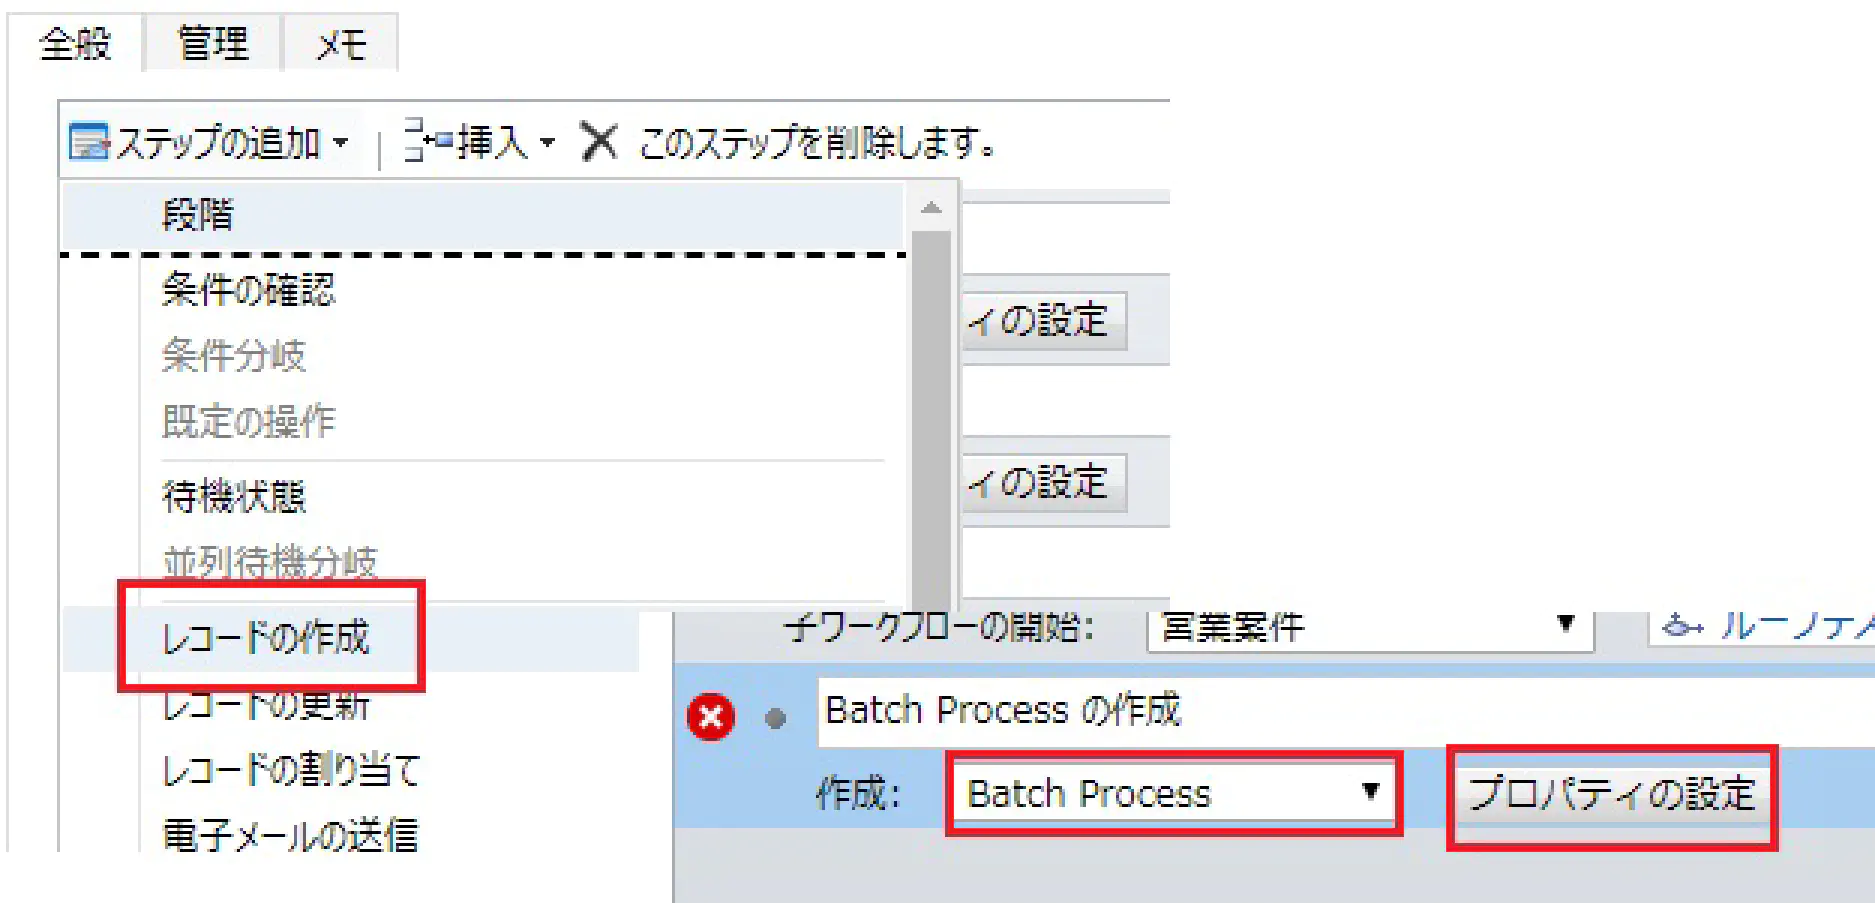 全般 管理 メモ
ステップの追加 挿入 このステップを削除します。
段階
条件の確認
条件分岐
既定の操作
待機状態
並列待機分岐
レコードの作成
レコードの更新
レコードの割り当て
電子メールの送信
ィの設定
ィの設定
子ワークフローの開始: 営業案件
Batch Process の作成
作成: Batch Process プロパティの設定